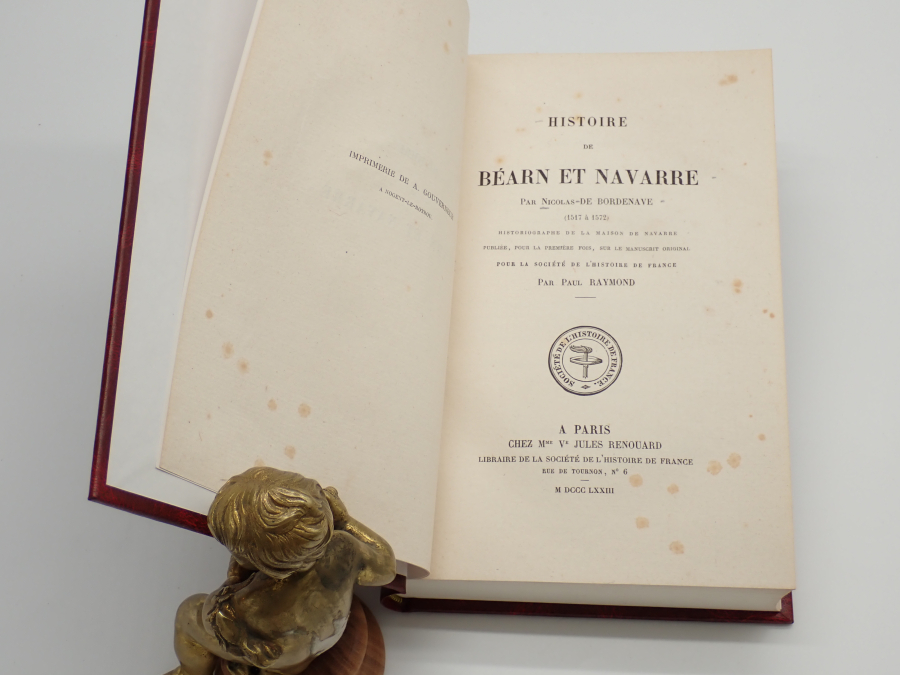 IMPRIMERIE DE A. GOUVERNEUR
A NOGENT-LE-ROTROU.
HISTOIRE
DE
BÉARN ET NAVARRE
PAR NICOLAS DE BORDENAVE
(1517 à 1572)
HISTORIOGRAPHE DE LA MAISON DE NAVARRE
PUBLIÉE, POUR LA PREMIÈRE FOIS, SUR LE MANUSCRIT ORIGINAL
POUR LA SOCIÉTÉ DE L'HISTOIRE DE FRANCE
PAR PAUL RAYMOND
SOCIÉTÉ DE L'HISTOIRE DE FRANCE.
A PARIS
CHEZ Mme Ve JULES RENOUARD
LIBRAIRE DE LA SOCIÉTÉ DE L'HISTOIRE DE FRANCE
RUE DE TOURNON, N° 6
M DCCC LXXIII